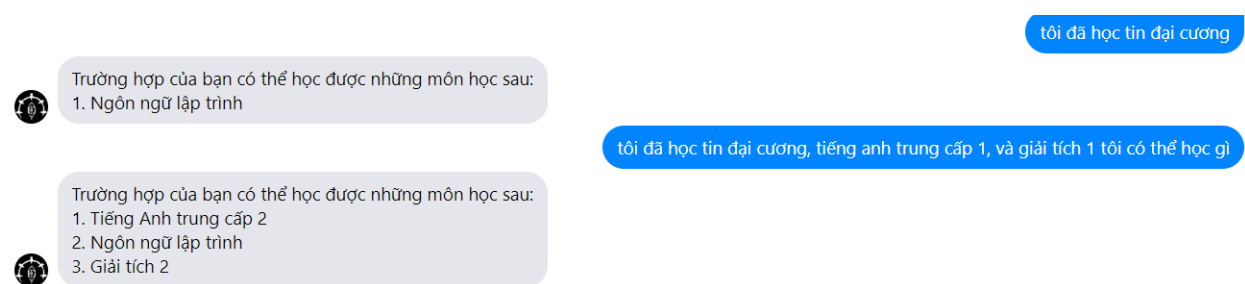 tôi đã học tin đại cương
Trường hợp của bạn có thể học được những môn học sau:
1. Ngôn ngữ lập trình
tôi đã học tin đại cương, tiếng anh trung cấp 1, và giải tích 1 tôi có thể học gì
Trường hợp của bạn có thể học được những môn học sau:
1. Tiếng Anh trung cấp 2
2. Ngôn ngữ lập trình
3. Giải tích 2